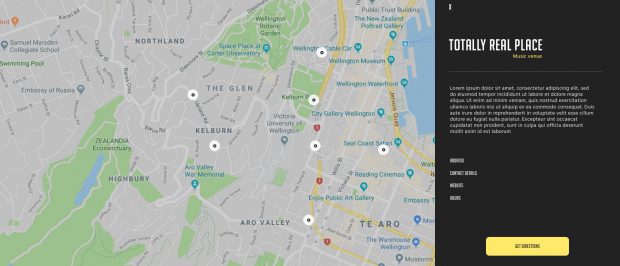 Samuel Marsden
Collegiate School
Swimming Pool
NORTHLAND
Wellington
Botanic
Garden
Public Trust Building
The New Zealand
Portrait Gallery
Space Place at
Carter Observatory
Wellington Cable Car
Wellington Museum
Embassy of Russia
THE GLEN
Kelburn P
Wellington Waterfront
Jervois Quay
City Gallery Wellington
Victoria
University of
Wellington
KELBURN
Seal Coast Safari
ZEALANDIA
Ecosanctuary
HIGHBURY
Aro Valley
War Memorial
Reading Cinemas
Embassy T
Enjoy Public Art Gallery
ARO VALLEY
TE ARO
The Warehouse
Wellington
Mou
X
TOTALLY REAL PLACE
Music venue
Lorem ipsum dolor sit amet, consectetur adipiscing elit, sed
do eiusmod tempor incididunt ut labore et dolore magna
aliqua. Ut enim ad minim veniam, quis nostrud exercitation
ullamco laboris nisi ut aliquip ex ea commodo consequat. Duis
aute irure dolor in reprehenderit in voluptate velit esse cillum
dolore eu fugiat nulla pariatur. Excepteur sint occaecat
cupidatat non proident, sunt in culpa qui officia deserunt
mollit anim id est laborum
ADDRESS
CONTACT DETAILS
WEBSITE
HOURS
GET DIRECTIONS